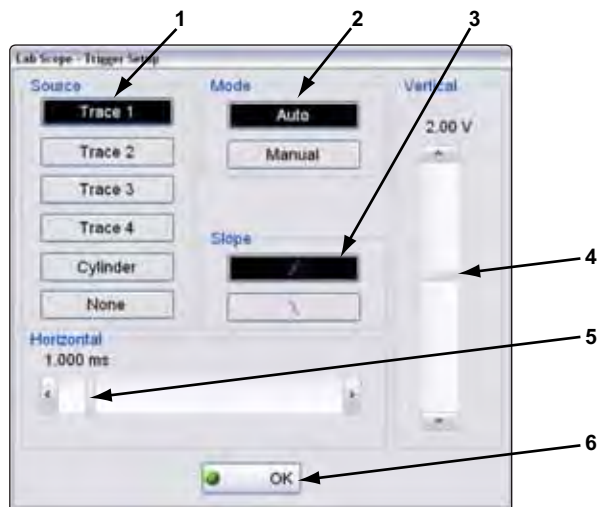 1
2
3
Lab Scope - Trigger Setup
Source
Mode
Vertical
Trace 1
Auto
2.00 V
Trace 2
Manual
Trace 3
Trace 4
Slope
Cylinder
4
None
Horizontal
1.000 ms
5
OK
6